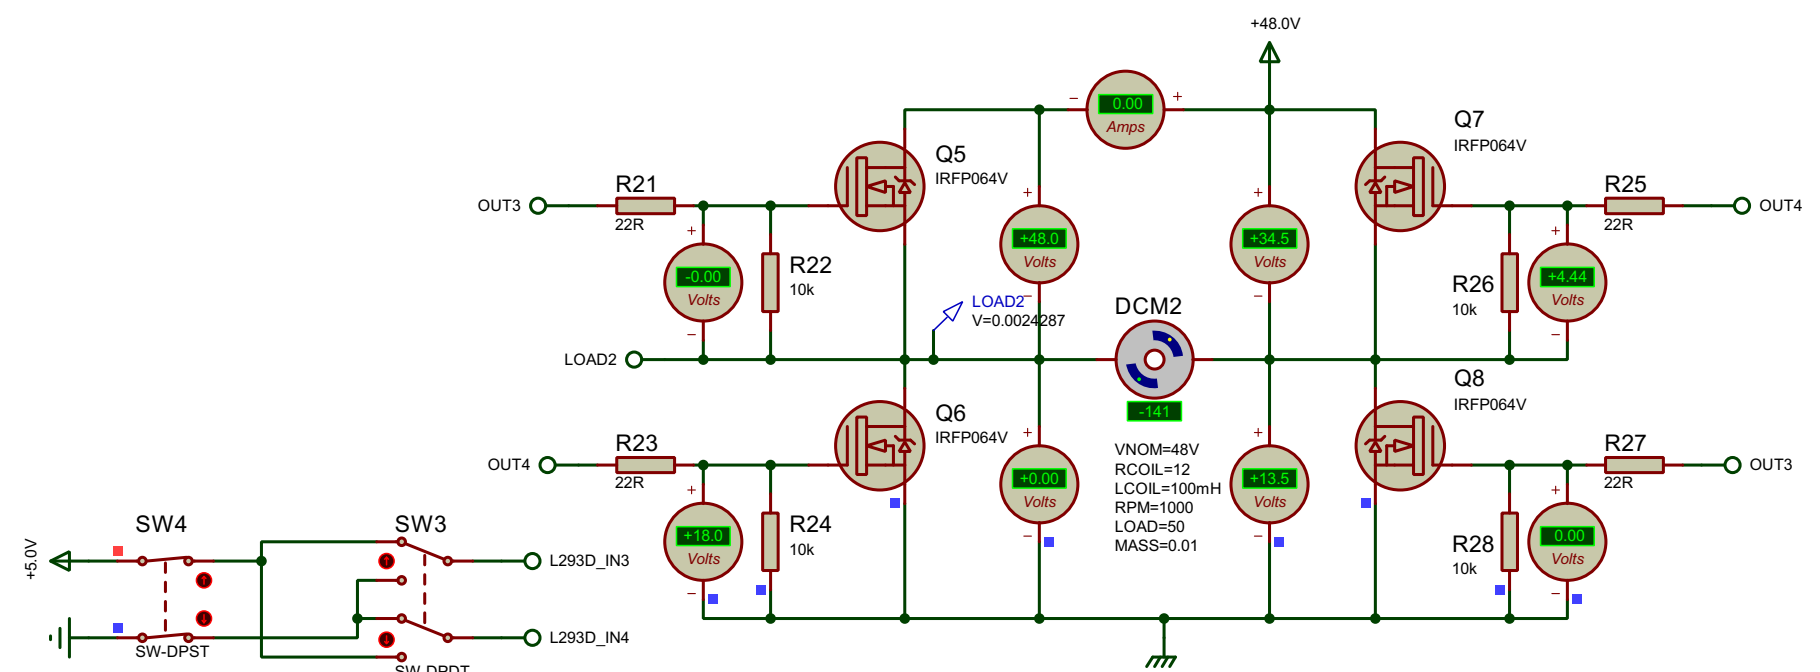 +48.0V
0.00
Amps
Q5
IRFP064V
Q7
IRFP064V
R21
22R
OUT3
R25
22R
OUT4
-0.00
Volts
R22
10k
+48.0
Volts
+34.5
Volts
R26
10k
+4.44
Volts
LOAD2
V=0.0024287
DCM2
LOAD2
-141
Q6
IRFP064V
Q8
IRFP064V
R23
22R
OUT4
R27
22R
OUT3
VNOM=48V
RCOIL=12
LCOIL=100mH
RPM=1000
LOAD=50
MASS=0.01
+18.0
Volts
R24
10k
+0.00
Volts
+13.5
Volts
R28
10k
0.00
Volts
SW4
SW3
+5.0V
L293D_IN3
L293D_IN4
SW-DPST
SW-DPDT